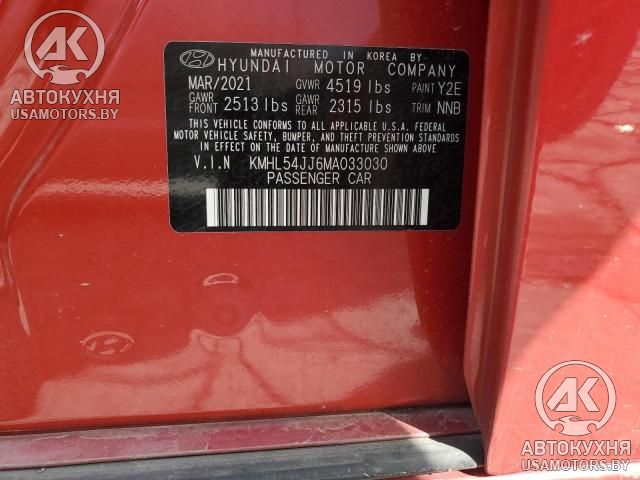 MANUFACTURED IN KOREA BY
HYUNDAI MOTOR COMPANY
MAR/2021 GVWR 4519 lbs PAINT Y2E
GAWR FRONT 2513 lbs GAWR REAR 2315 lbs TRIM NNB
THIS VEHICLE CONFORMS TO ALL APPLICABLE U.S.A. FEDERAL
MOTOR VEHICLE SAFETY, BUMPER, AND THEFT PREVENTION STANDARDS
IN EFFECT ON THE DATE OF MANUFACTURE SHOWN ABOVE.
V.I.N KMHL54JJ6MA033030
PASSENGER CAR
АК
АВТОКУХНЯ
USAMOTORS.BY
АК
АВТОКУХНЯ
USAMOTORS.BY